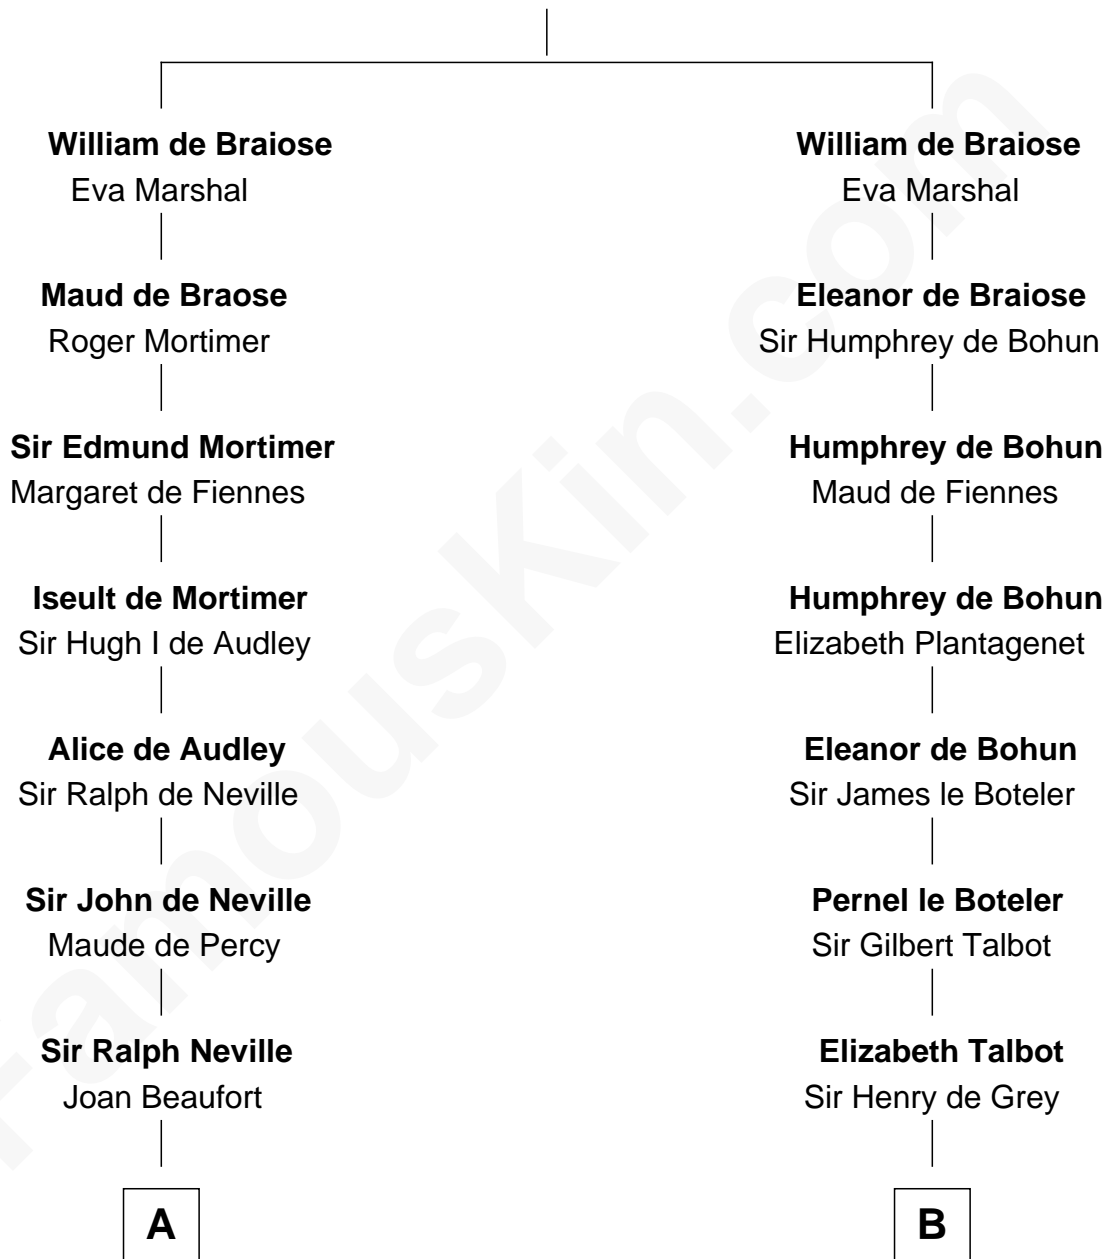 William de Braiose
Eva Marshal
Maud de Braose
Roger Mortimer
Sir Edmund Mortimer
Margaret de Fiennes
Iseult de Mortimer
Sir Hugh I de Audley
Alice de Audley
Sir Ralph de Neville
Sir John de Neville
Maude de Percy
Sir Ralph Neville
Joan Beaufort
A
William de Braiose
Eva Marshal
Eleanor de Braiose
Sir Humphrey de Bohun
Humphrey de Bohun
Maud de Fiennes
Humphrey de Bohun
Elizabeth Plantagenet
Eleanor de Bohun
Sir James le Boteler
Pernel le Boteler
Sir Gilbert Talbot
Elizabeth Talbot
Sir Henry de Grey
B
FamousKin.com